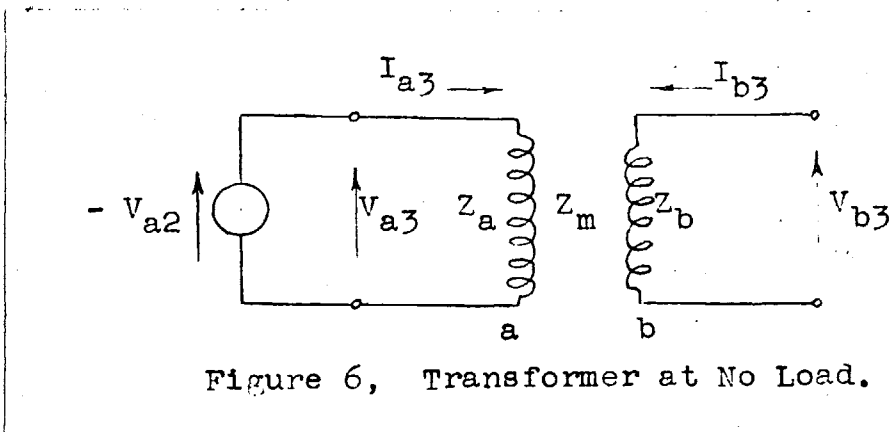 I_a3
I_b3
- V_a2
V_a3
Z_a
Z_m
Z_b
V_b3
a
b
Figure 6, Transformer at No Load.